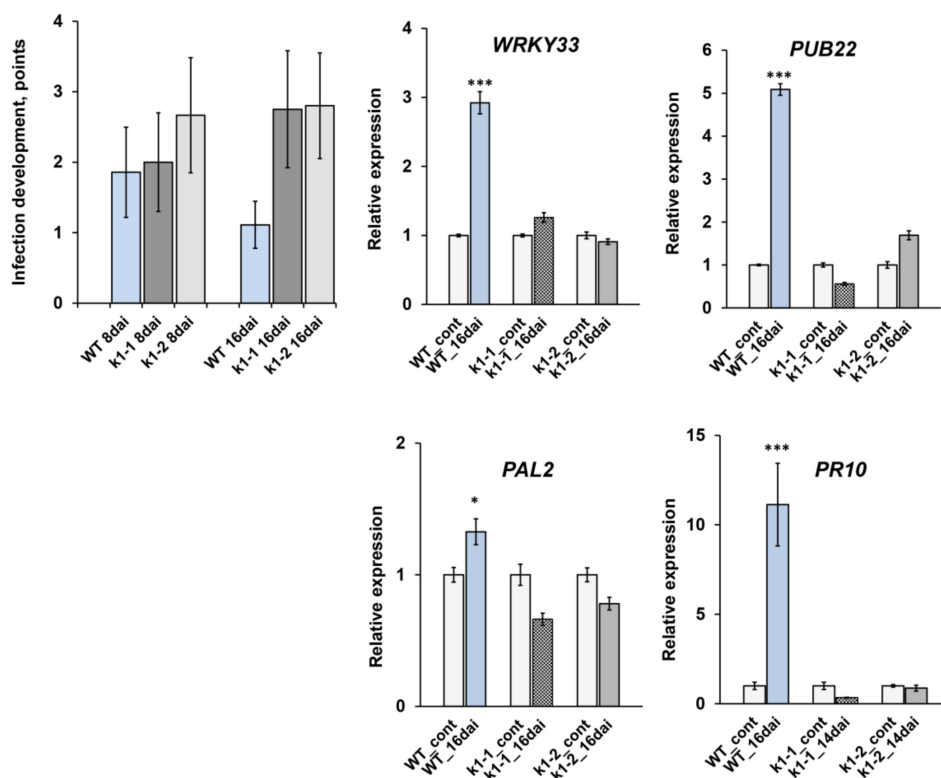 Infection development, points
4
3
2
1
0
WT 8dai
k1-1 8dai
k1-2 8dai
WT 16dai
k1-1 16dai
k1-2 16dai
WRKY33
Relative expression
4
3
2
1
0
***
WT_cont
WT_16dai
k1-1_cont
k1-1_16dai
k1-2_cont
k1-2_16dai
PUB22
Relative expression
6
5
4
3
2
1
0
***
WT_cont
WT_16dai
k1-1_cont
k1-1_16dai
k1-2_cont
k1-2_16dai
PAL2
Relative expression
2
1
0
*
WT_cont
WT_16dai
k1-1_cont
k1-1_16dai
k1-2_cont
k1-2_16dai
PR10
Relative expression
15
10
5
0
***
WT_cont
WT_16dai
k1-1_cont
k1-1_14dai
k1-2_cont
k1-2_14dai